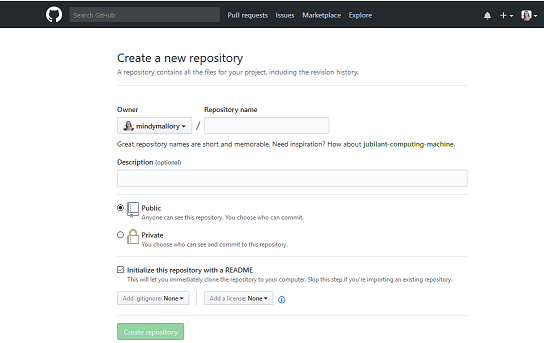 Search GitHub
Pull requests Issues Marketplace Explore
Create a new repository
A repository contains all the files for your project, including the revision history.
Owner Repository name
mindymallory /
Great repository names are short and memorable. Need inspiration? How about jubilant-computing-machine.
Description (optional)
Public
Anyone can see this repository. You choose who can commit.
Private
You choose who can see and commit to this repository.
Initialize this repository with a README
This will let you immediately clone the repository to your computer. Skip this step if you're importing an existing repository.
Add .gitignore: None Add a license: None
Create repository